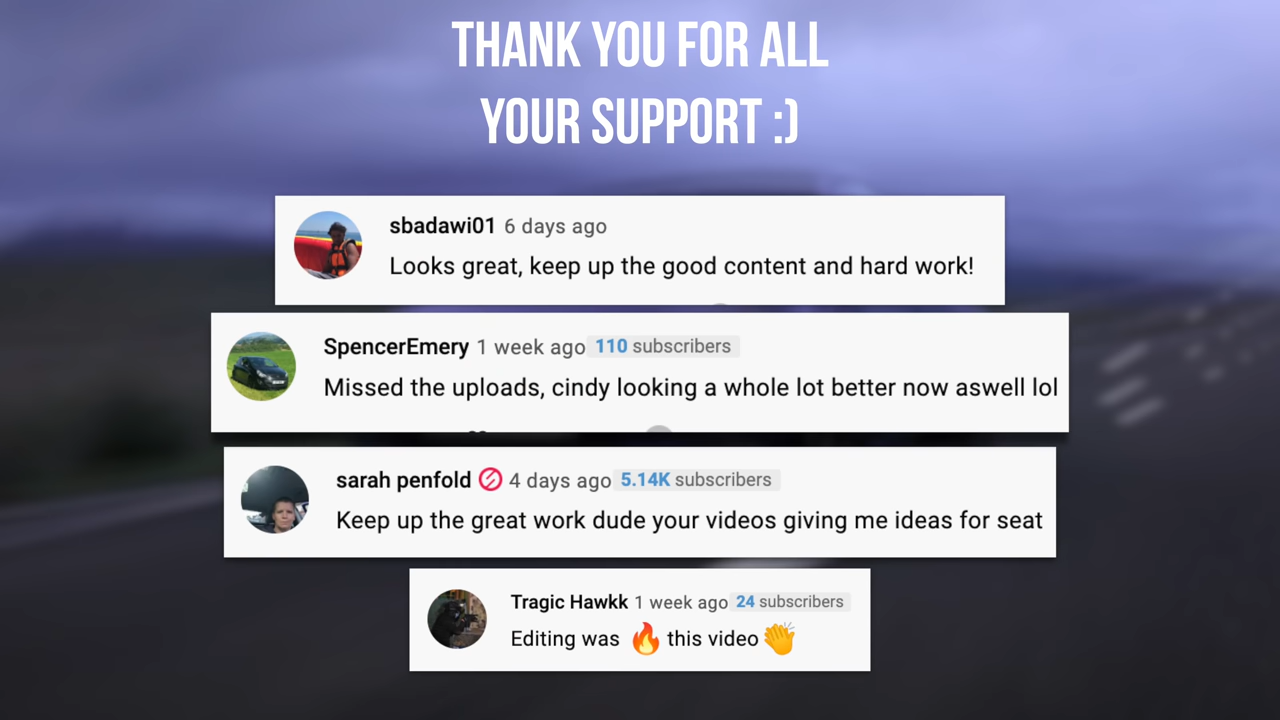 THANK YOU FOR ALL
YOUR SUPPORT :)
sbadawi01 6 days ago
Looks great, keep up the good content and hard work!
SpencerEmery 1 week ago 110 subscribers
Missed the uploads, cindy looking a whole lot better now aswell lol
sarah penfold 4 days ago 5.14K subscribers
Keep up the great work dude your videos giving me ideas for seat
Tragic Hawkk 1 week ago 24 subscribers
Editing was 🔥 this video 👏